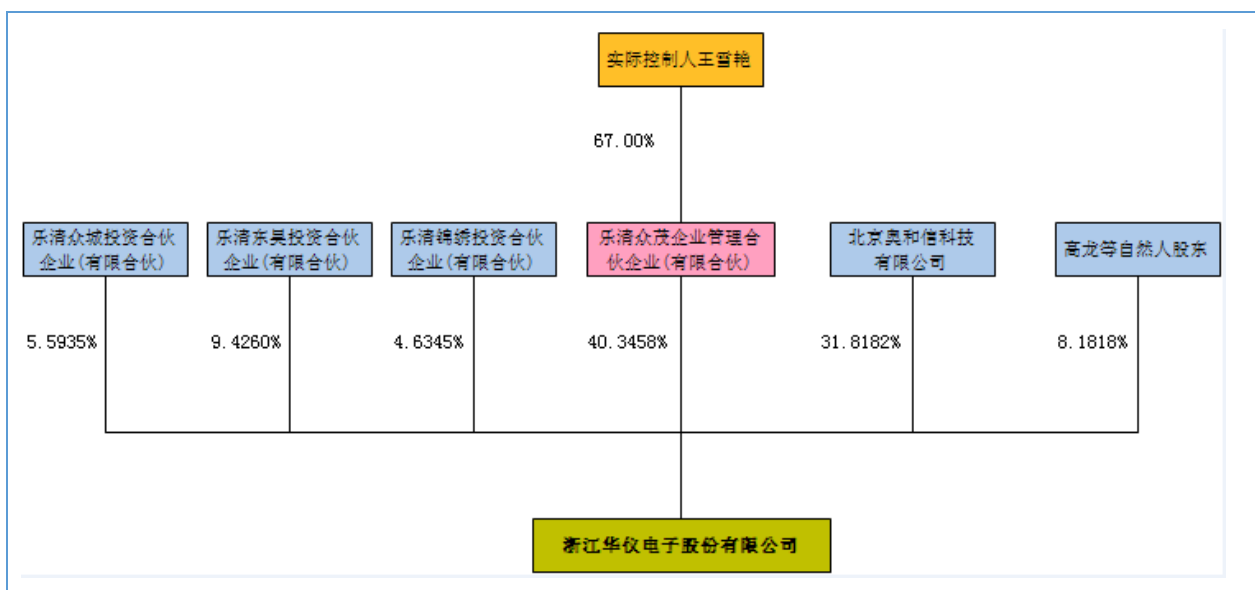 实际控制人王雪艳
67.00%
乐清众城投资合伙
企业(有限合伙)
乐清东昊投资合伙
企业(有限合伙)
乐清锦绣投资合伙
企业(有限合伙)
乐清众茂企业管理合
伙企业(有限合伙)
北京奥和信科技
有限公司
高龙等自然人股东
5.5935%
9.4260%
4.6345%
40.3458%
31.8182%
8.1818%
浙江华仪电子股份有限公司